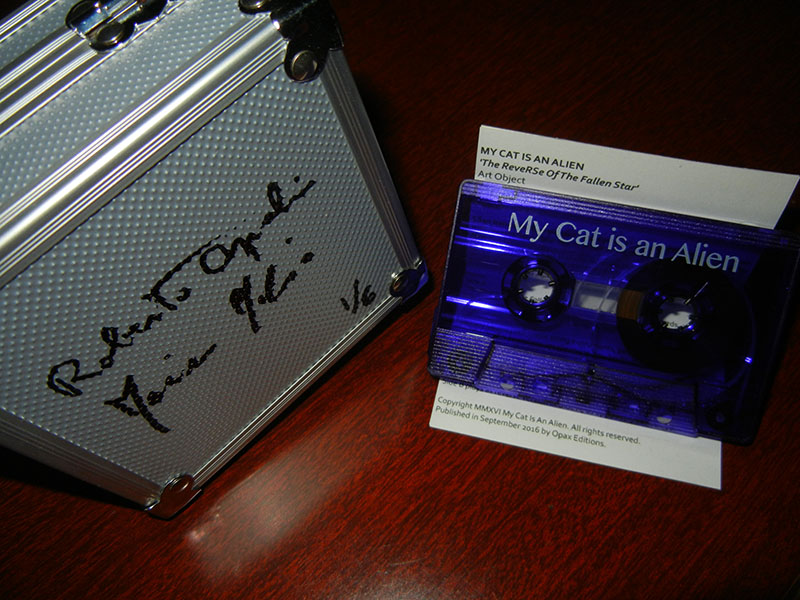 Roberto Opalio
1/6
MY CAT IS AN ALIEN
'The ReveRSe Of The Fallen Star'
Art Object
My Cat is an Alien
Copyright MMXVI My Cat Is An Alien. All rights reserved.
Published in September 2016 by Opax Editions.